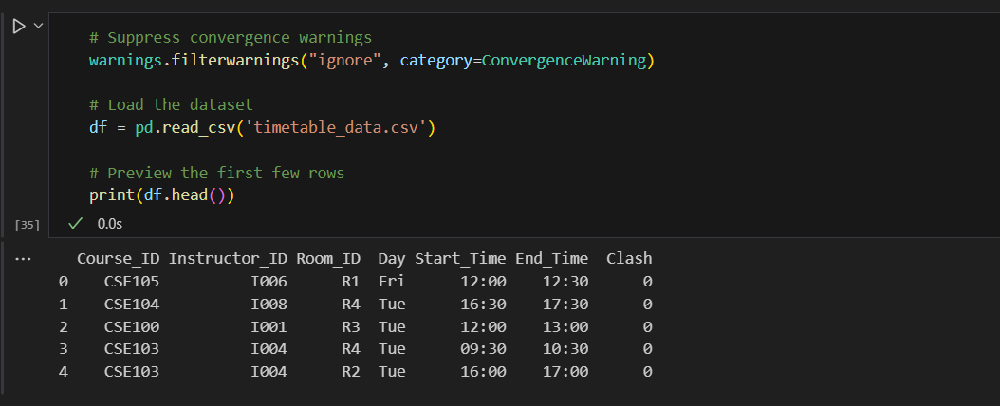 # Suppress convergence warnings
warnings.filterwarnings("ignore", category=ConvergenceWarning)
# Load the dataset
df = pd.read_csv('timetable_data.csv')
# Preview the first few rows
print(df.head())
[35] 0.0s
... Course_ID Instructor_ID Room_ID Day Start_Time End_Time Clash
0 CSE105 I006 R1 Fri 12:00 12:30 0
1 CSE104 I008 R4 Tue 16:30 17:30 0
2 CSE100 I001 R3 Tue 12:00 13:00 0
3 CSE103 I004 R4 Tue 09:30 10:30 0
4 CSE103 I004 R2 Tue 16:00 17:00 0